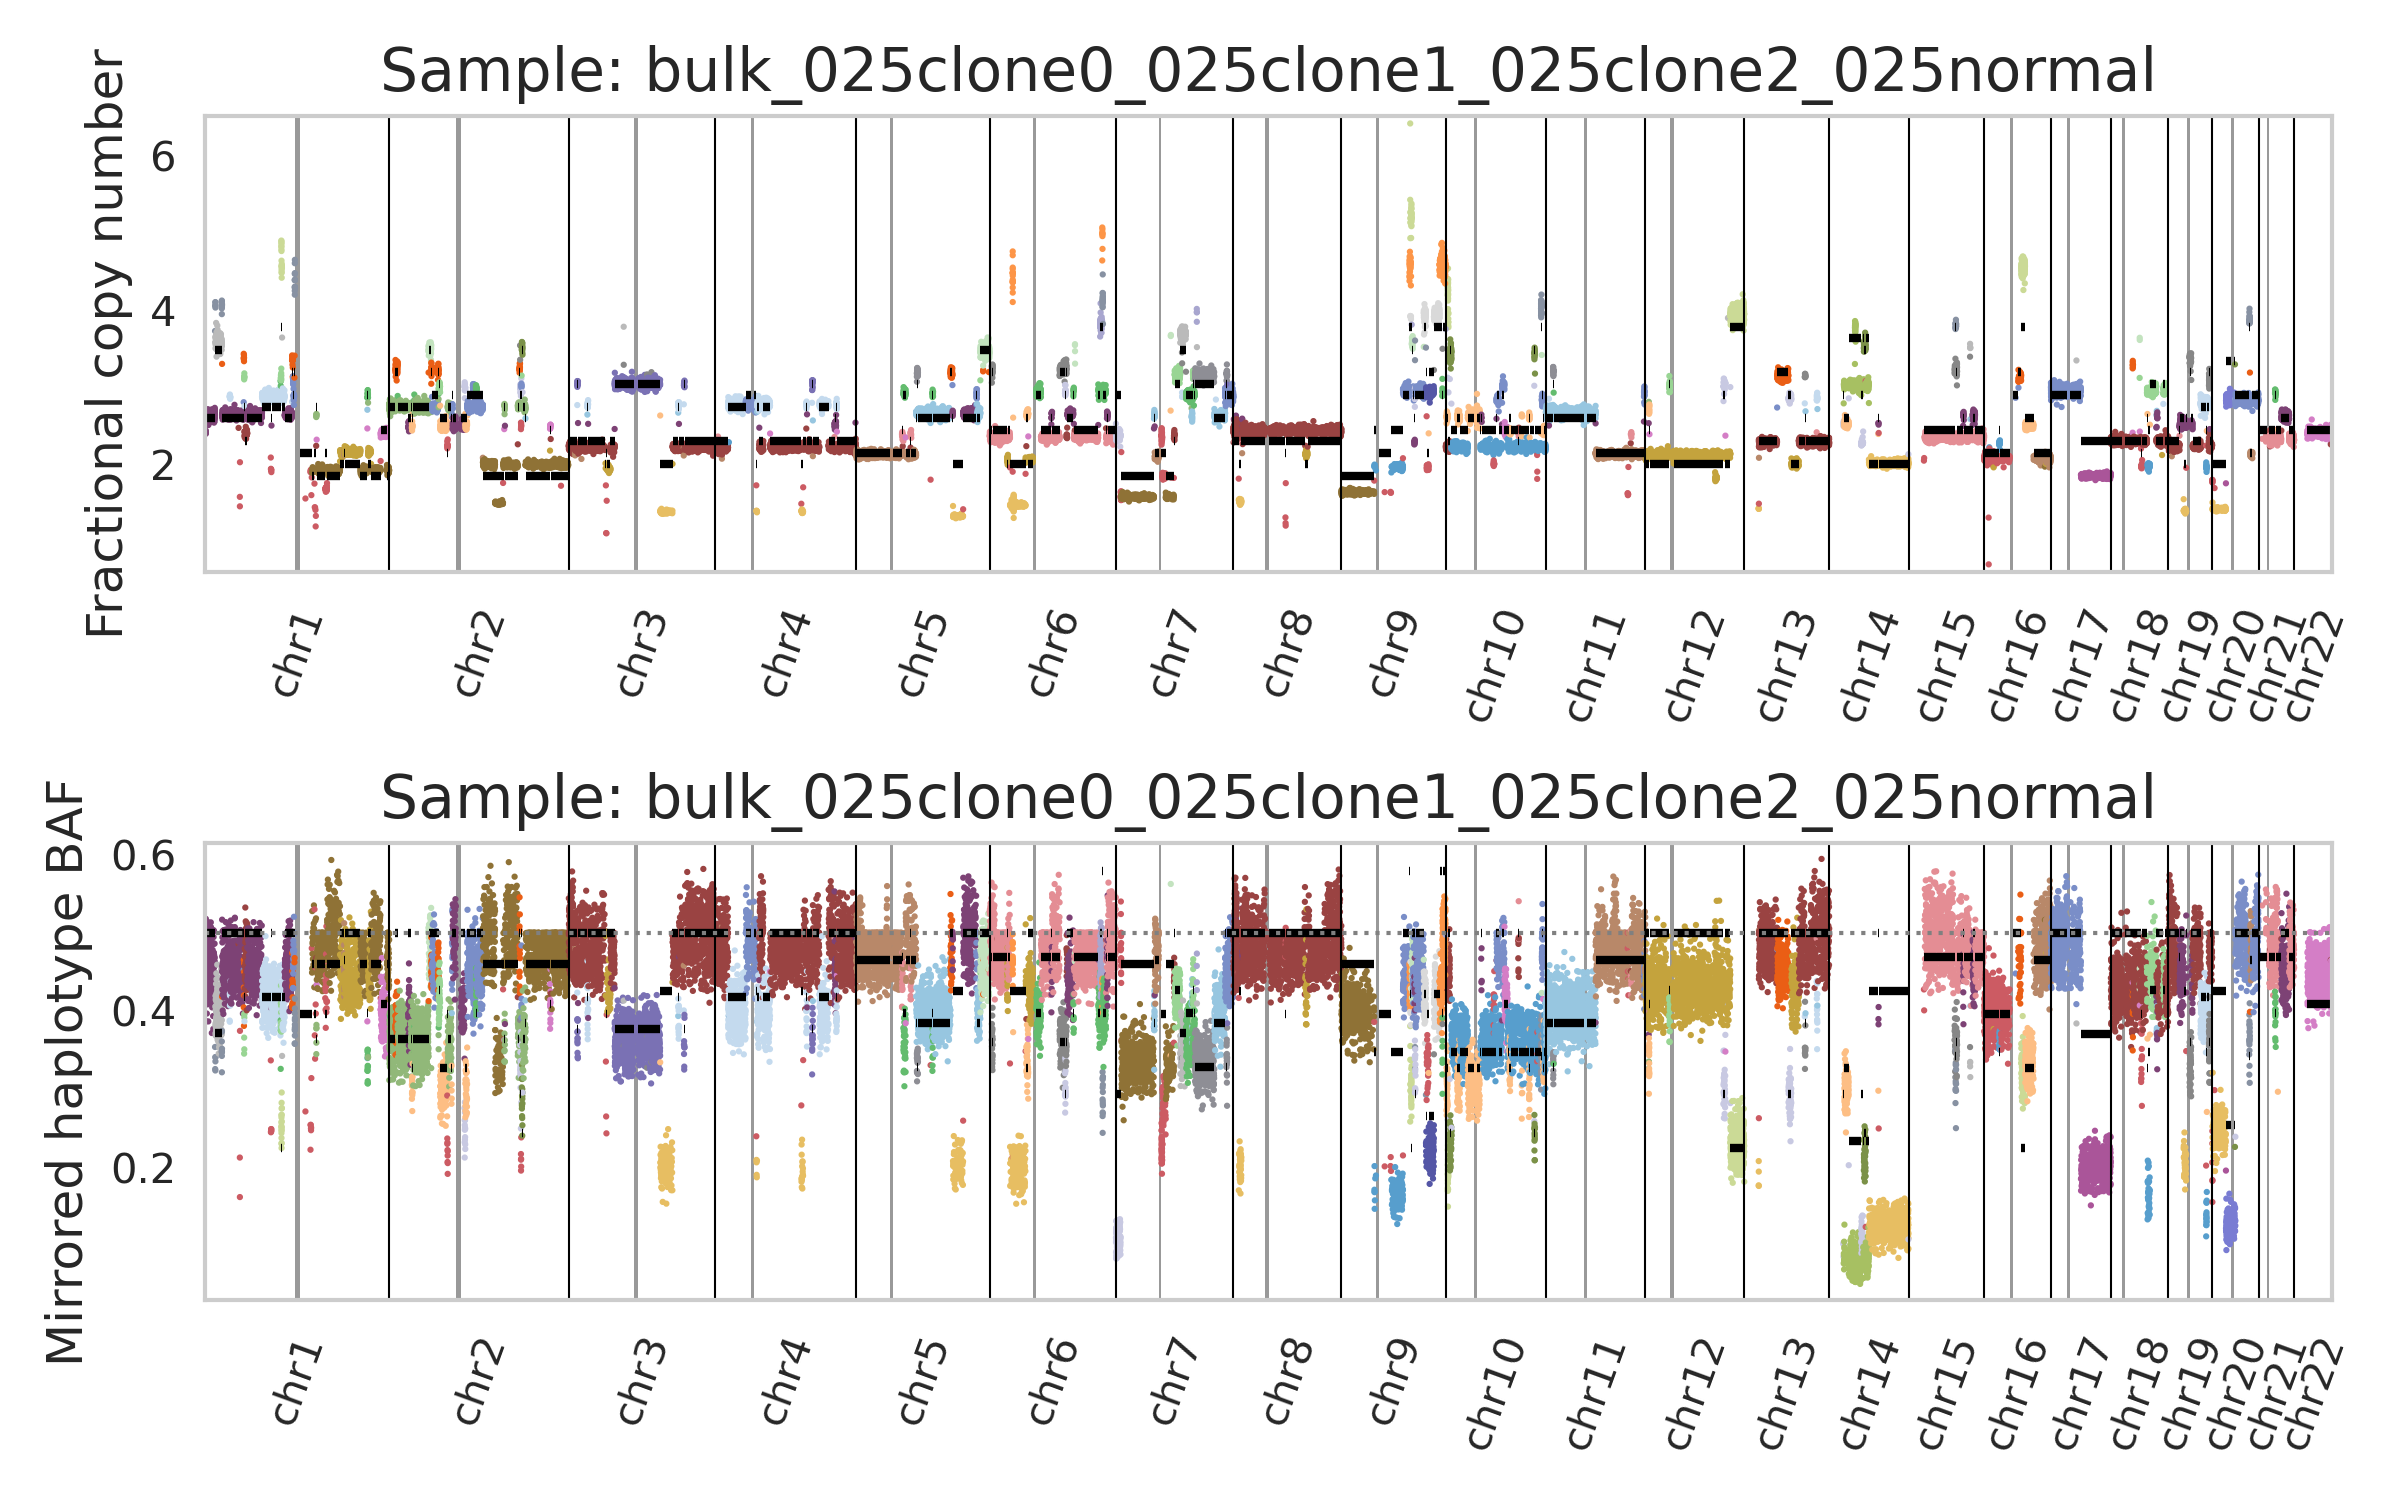 Sample: bulk_025clone0_025clone1_025clone2_025normal
Fractional copy number
6
4
2
chr1
chr2
chr3
chr4
chr5
chr6
chr7
chr8
chr9
chr10
chr11
chr12
chr13
chr14
chr15
chr16
chr17
chr18
chr19
chr20
chr21
chr22
Sample: bulk_025clone0_025clone1_025clone2_025normal
Mirrored haplotype BAF
0.6
0.4
0.2
chr1
chr2
chr3
chr4
chr5
chr6
chr7
chr8
chr9
chr10
chr11
chr12
chr13
chr14
chr15
chr16
chr17
chr18
chr19
chr20
chr21
chr22